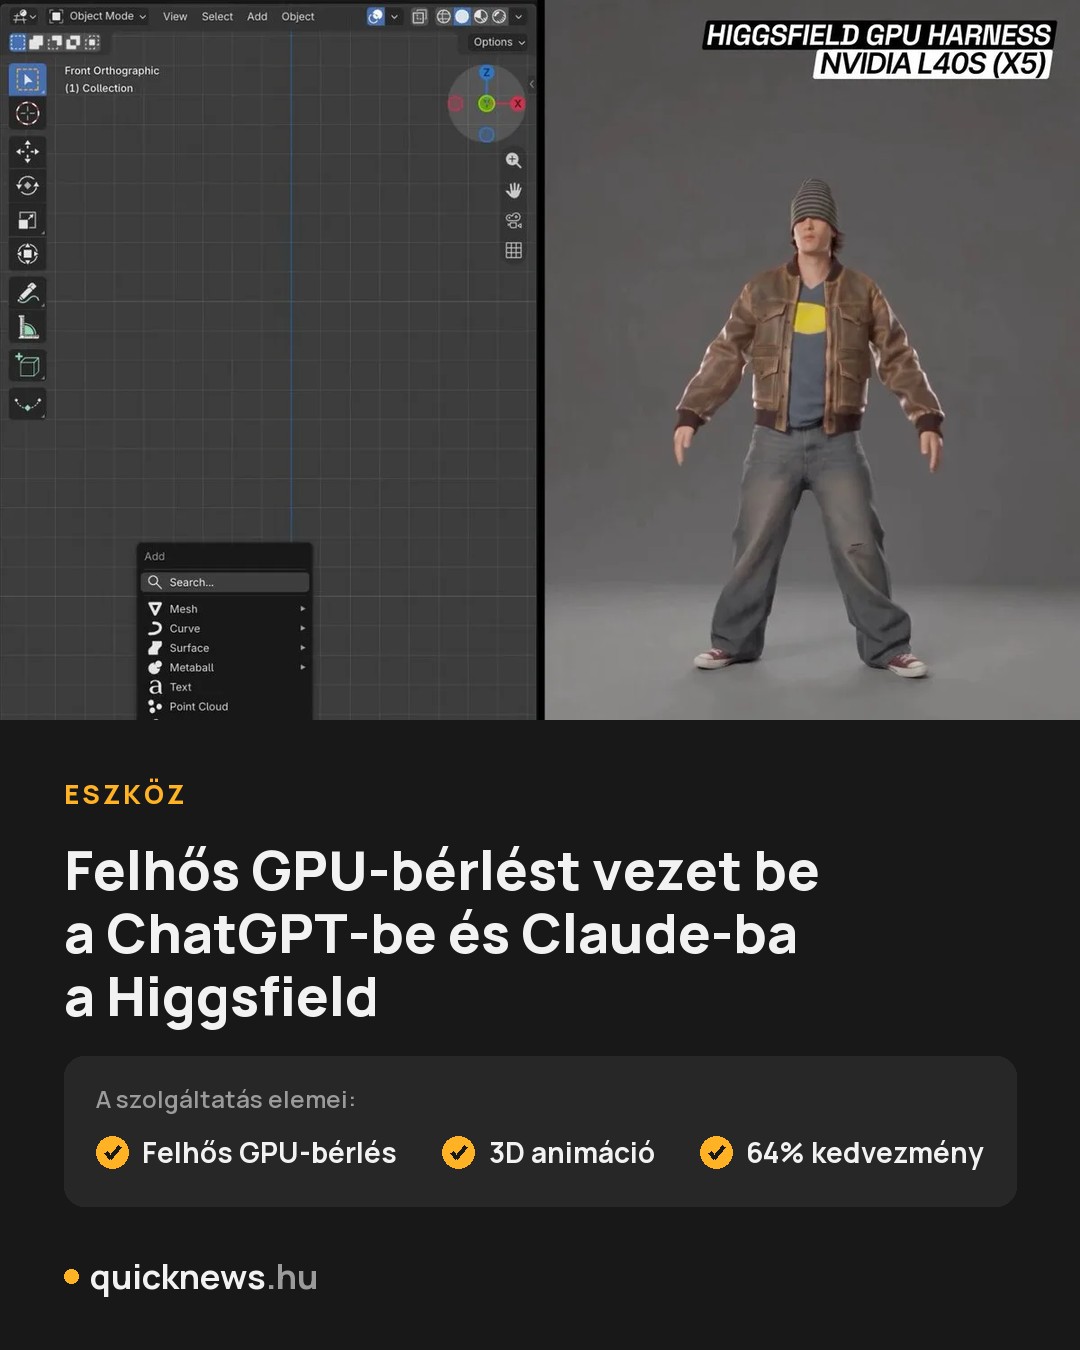 Object Mode View Select Add Object
Options
Front Orthographic
(1) Collection
Z
X
Add
Search...
Mesh
Curve
Surface
Metaball
a Text
Point Cloud
HIGGSFIELD GPU HARNESS
NVIDIA L40S (X5)
ESZKÖZ
Felhős GPU-bérlést vezet be
a ChatGPT-be és Claude-ba
a Higgsfield
A szolgáltatás elemei:
Felhős GPU-bérlés 3D animáció 64% kedvezmény
quicknews.hu